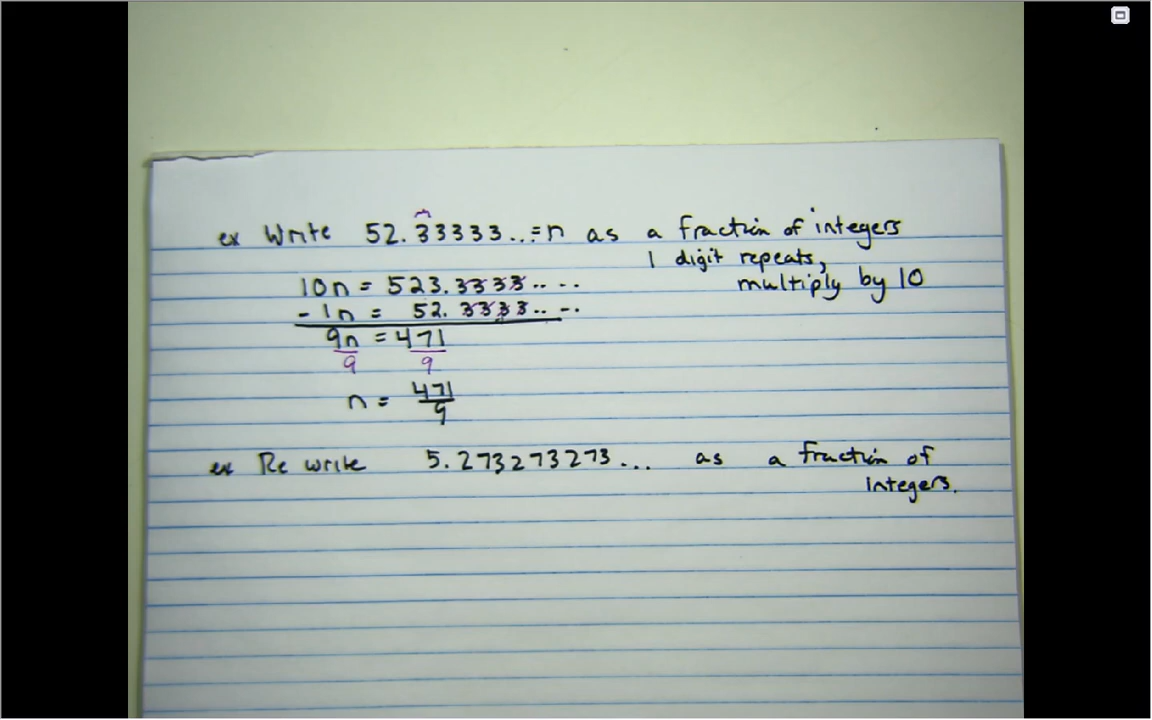 ex Write 52.33333...=n as a fraction of integers
1 digit repeats,
multiply by 10
10n = 523.3333.. ..
- 1n = 52.3333.. -..
9n = 471
9 9
n = 471
9
ex Re write 5.273273273... as a fraction of
integers.